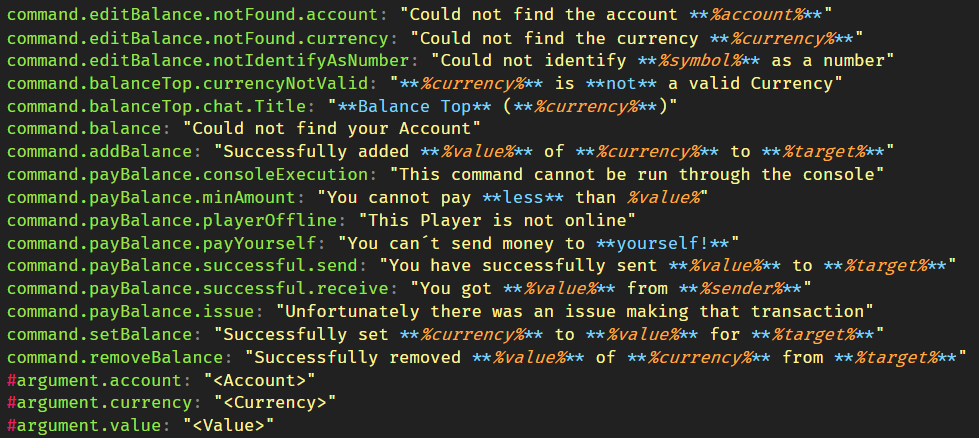 command.editBalance.notFound.account: "Could not find the account **%account%**"
command.editBalance.notFound.currency: "Could not find the currency **%currency%**"
command.editBalance.notIdentifyAsNumber: "Could not identify **%symbol%** as a number"
command.balanceTop.currencyNotValid: "**%currency%** is **not** a valid Currency"
command.balanceTop.chat.Title: "**Balance Top** (**%currency%**)"
command.balance: "Could not find your Account"
command.addBalance: "Successfully added **%value%** of **%currency%** to **%target%**"
command.payBalance.consoleExecution: "This command cannot be run through the console"
command.payBalance.minAmount: "You cannot pay **less** than %value%"
command.payBalance.playerOffline: "This Player is not online"
command.payBalance.payYourself: "You can´t send money to **yourself!**"
command.payBalance.successful.send: "You have successfully sent **%value%** to **%target%**"
command.payBalance.successful.receive: "You got **%value%** from **%sender%**"
command.payBalance.issue: "Unfortunately there was an issue making that transaction"
command.setBalance: "Successfully set **%currency%** to **%value%** for **%target%**"
command.removeBalance: "Successfully removed **%value%** of **%currency%** from **%target%**"
#argument.account: "<Account>"
#argument.currency: "<Currency>"
#argument.value: "<Value>"